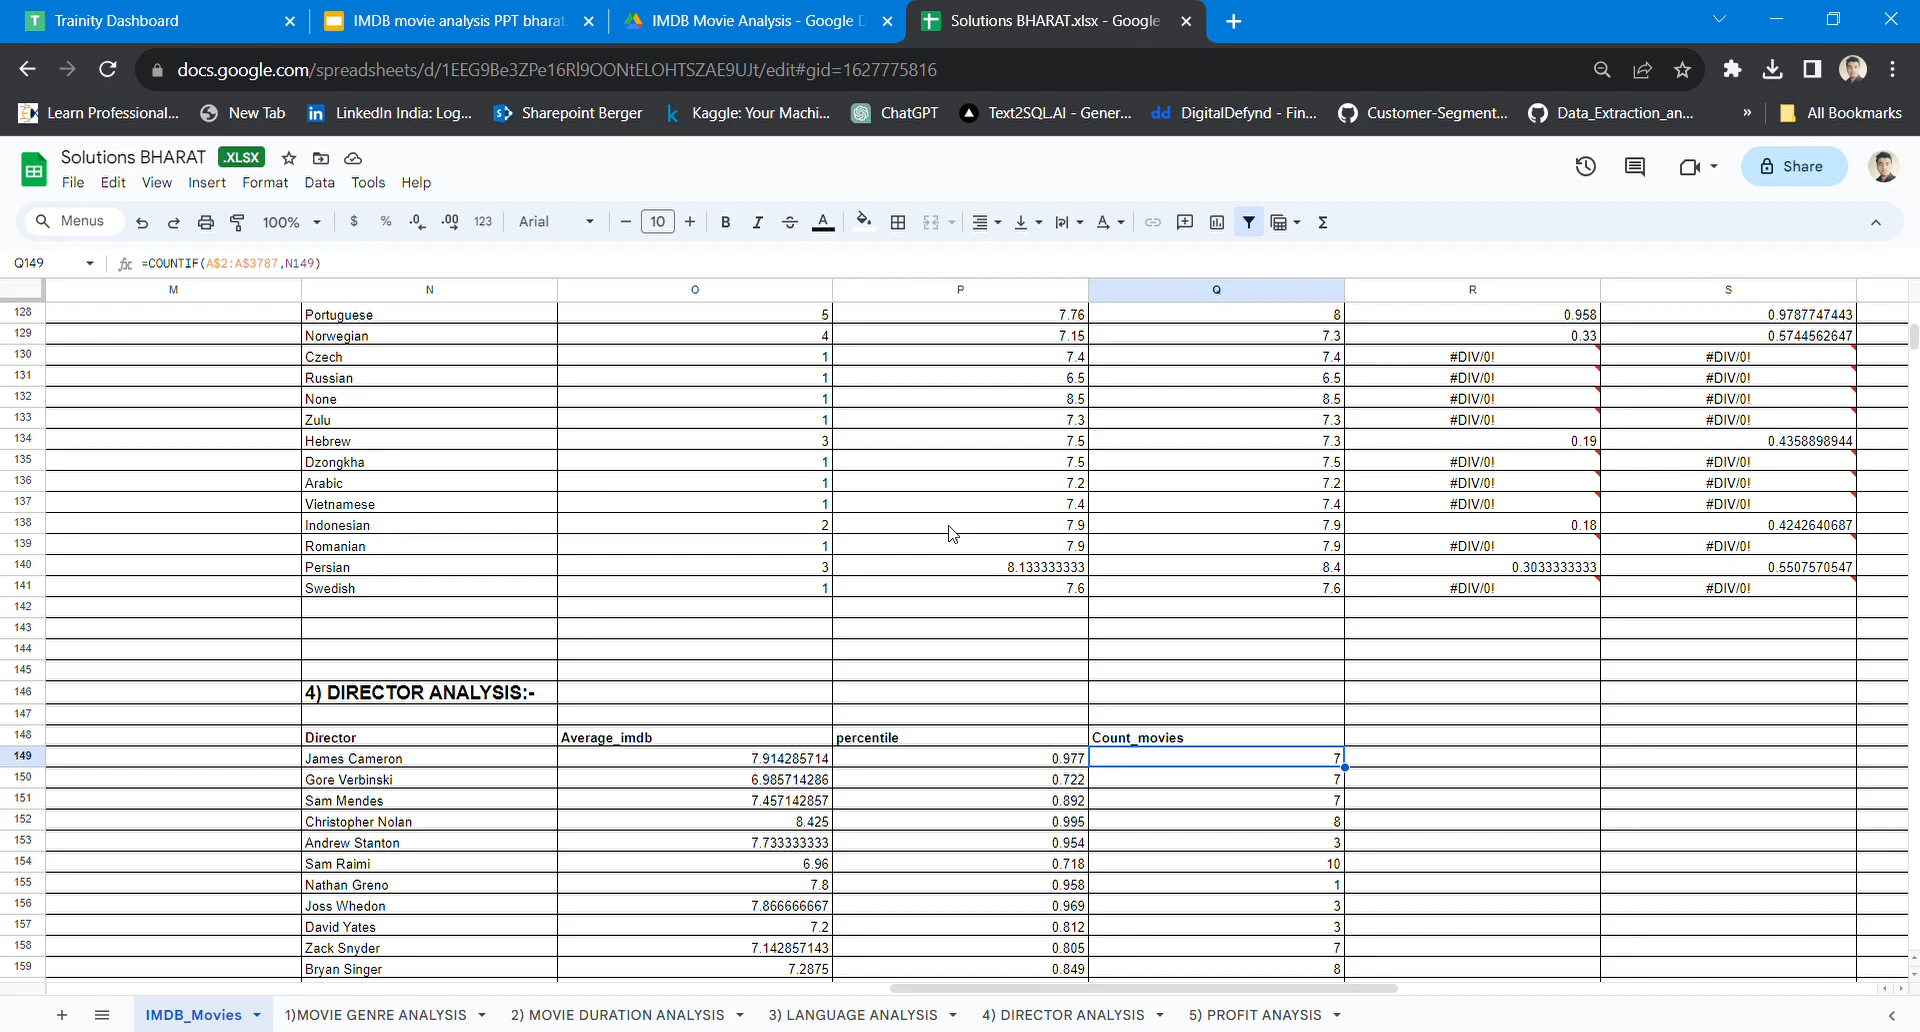 Trainity Dashboard
IMDB movie analysis PPT bharat
IMDB Movie Analysis - Google D
Solutions BHARAT.xlsx - Google
docs.google.com/spreadsheets/d/1EEG9Be3ZPe16Rl9OONtELOHTSZAE9UJt/edit#gid=1627775816
Learn Professional... New Tab LinkedIn India: Log... Sharepoint Berger Kaggle: Your Machi... ChatGPT Text2SQL.AI - Gener... DigitalDefynd - Fin... Customer-Segment... Data_Extraction_an... » All Bookmarks
Solutions BHARAT .XLSX
File Edit View Insert Format Data Tools Help
Share
Menus 100% $ % .0 .00 123 Arial 10 B I A Σ
Q149 fx =COUNTIF(A$2:A$3787,N149)
M N O P Q R S
128 Portuguese 5 7.76 8 0.958 0.9787747443
129 Norwegian 4 7.15 7.3 0.33 0.5744562647
130 Czech 1 7.4 7.4 #DIV/0! #DIV/0!
131 Russian 1 6.5 6.5 #DIV/0! #DIV/0!
132 None 1 8.5 8.5 #DIV/0! #DIV/0!
133 Zulu 1 7.3 7.3 #DIV/0! #DIV/0!
134 Hebrew 3 7.5 7.3 0.19 0.4358898944
135 Dzongkha 1 7.5 7.5 #DIV/0! #DIV/0!
136 Arabic 1 7.2 7.2 #DIV/0! #DIV/0!
137 Vietnamese 1 7.4 7.4 #DIV/0! #DIV/0!
138 Indonesian 2 7.9 7.9 0.18 0.4242640687
139 Romanian 1 7.9 7.9 #DIV/0! #DIV/0!
140 Persian 3 8.133333333 8.4 0.3033333333 0.5507570547
141 Swedish 1 7.6 7.6 #DIV/0! #DIV/0!
142
143
144
145
146 4) DIRECTOR ANALYSIS:-
147
148 Director Average_imdb percentile Count_movies
149 James Cameron 7.914285714 0.977 7
150 Gore Verbinski 6.985714286 0.722 7
151 Sam Mendes 7.457142857 0.892 7
152 Christopher Nolan 8.425 0.995 8
153 Andrew Stanton 7.733333333 0.954 3
154 Sam Raimi 6.96 0.718 10
155 Nathan Greno 7.8 0.958 1
156 Joss Whedon 7.866666667 0.969 3
157 David Yates 7.2 0.812 3
158 Zack Snyder 7.142857143 0.805 7
159 Bryan Singer 7.2875 0.849 8
IMDB_Movies 1)MOVIE GENRE ANALYSIS 2) MOVIE DURATION ANALYSIS 3) LANGUAGE ANALYSIS 4) DIRECTOR ANALYSIS 5) PROFIT ANAYSIS